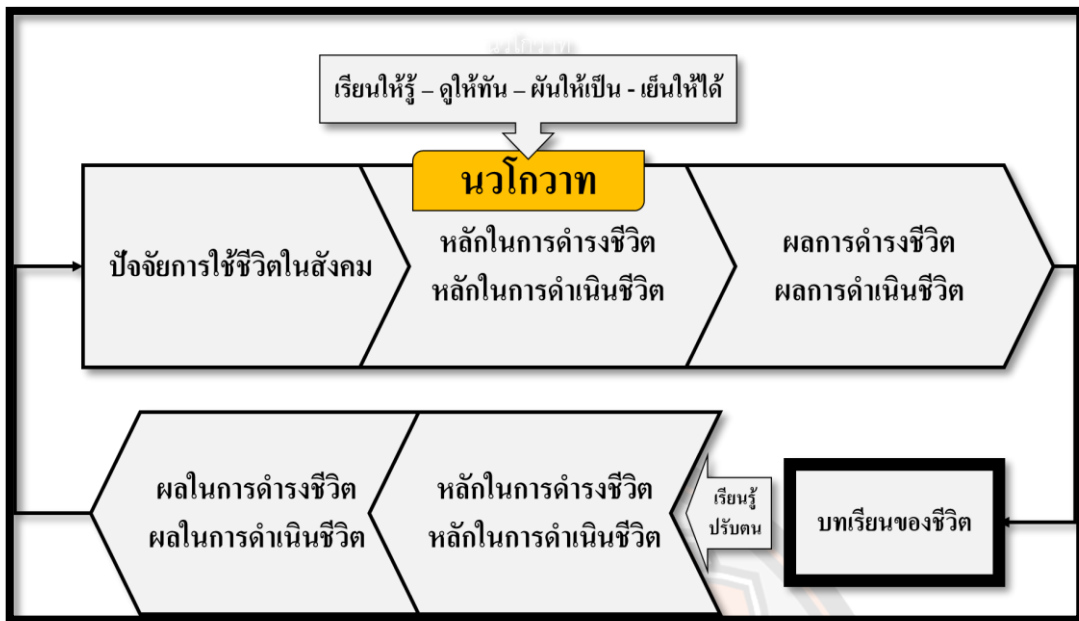 เรียนให้รู้ – ดูให้ทัน – ผันให้เป็น - เย็นให้ได้
นวโกวาท
ปัจจัยการใช้ชีวิตในสังคม
หลักในการดำรงชีวิต
หลักในการดำเนินชีวิต
ผลการดำรงชีวิต
ผลการดำเนินชีวิต
ผลในการดำรงชีวิต
ผลในการดำเนินชีวิต
หลักในการดำรงชีวิต
หลักในการดำเนินชีวิต
เรียนรู้
ปรับตน
บทเรียนของชีวิต